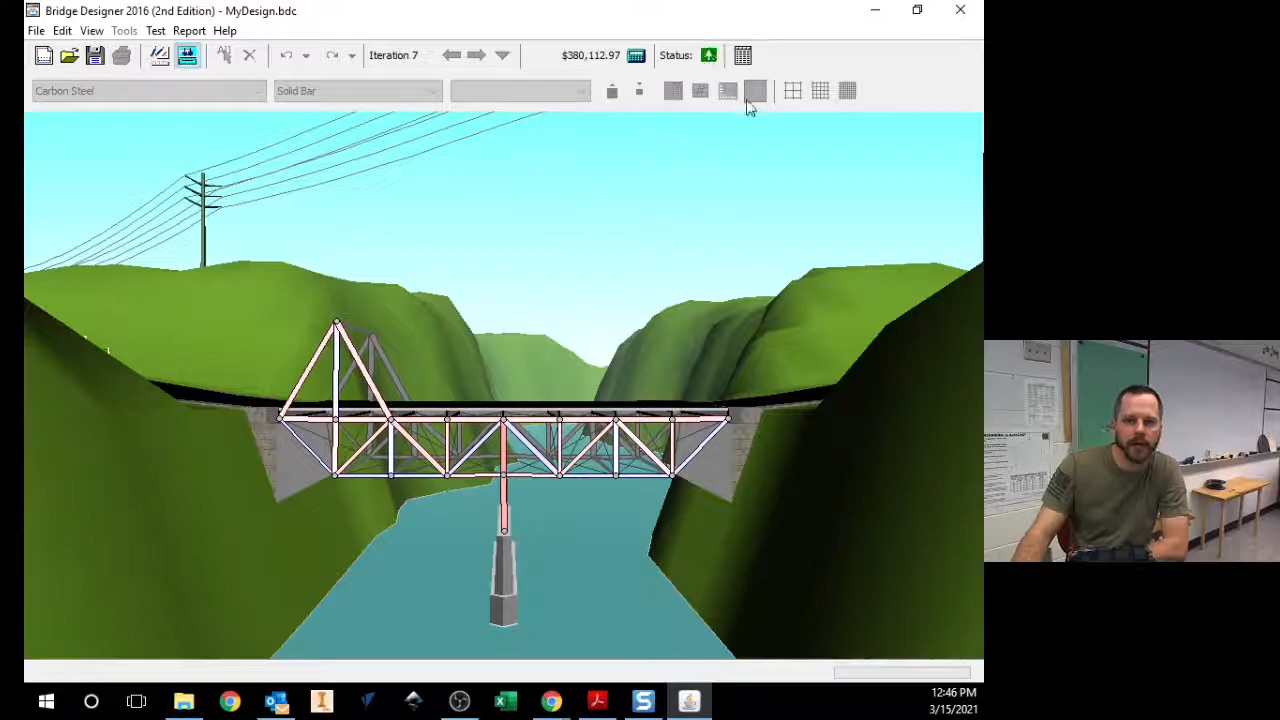 Bridge Designer 2016 (2nd Edition) - MyDesign.bdc
File Edit View Tools Test Report Help
Iteration 7 $380,112.97 Status:
Carbon Steel Solid Bar
12:46 PM
3/15/2021